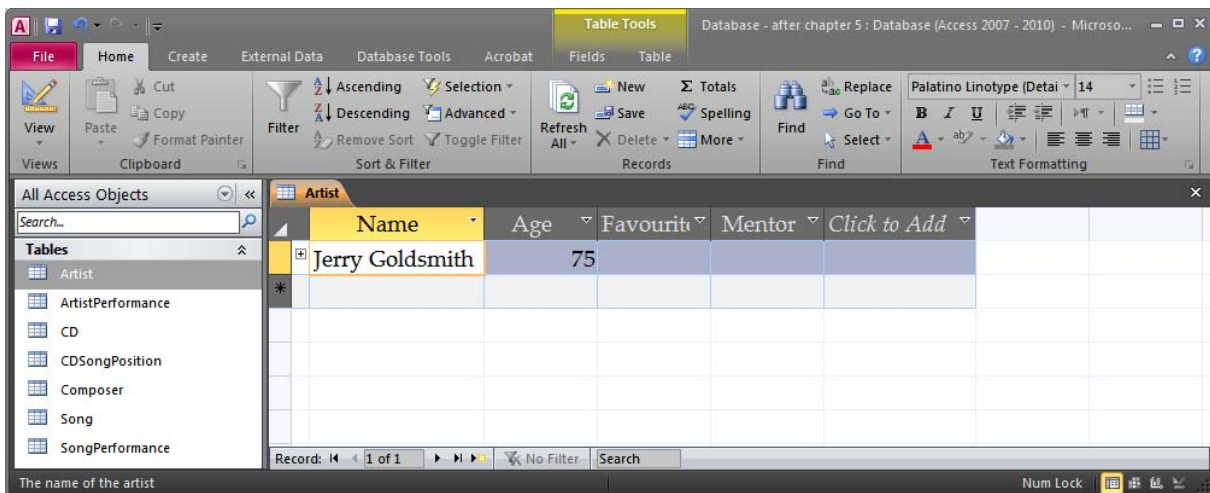 Table Tools
Database - after chapter 5 : Database (Access 2007 - 2010) - Microso...
File Home Create External Data Database Tools Acrobat Fields Table
View
Views
Paste
Cut
Copy
Format Painter
Clipboard
Filter
Ascending
Descending
Remove Sort
Selection
Advanced
Toggle Filter
Sort & Filter
Refresh
All
New
Save
Delete
Totals
Spelling
More
Records
Find
Replace
Go To
Select
Find
Palatino Linotype (Detai 14
B I U
Text Formatting
All Access Objects
Search...
Tables
Artist
ArtistPerformance
CD
CDSongPosition
Composer
Song
SongPerformance
Artist
Name Age Favourite Mentor Click to Add
Jerry Goldsmith 75
Record: 1 of 1 No Filter Search
The name of the artist Num Lock